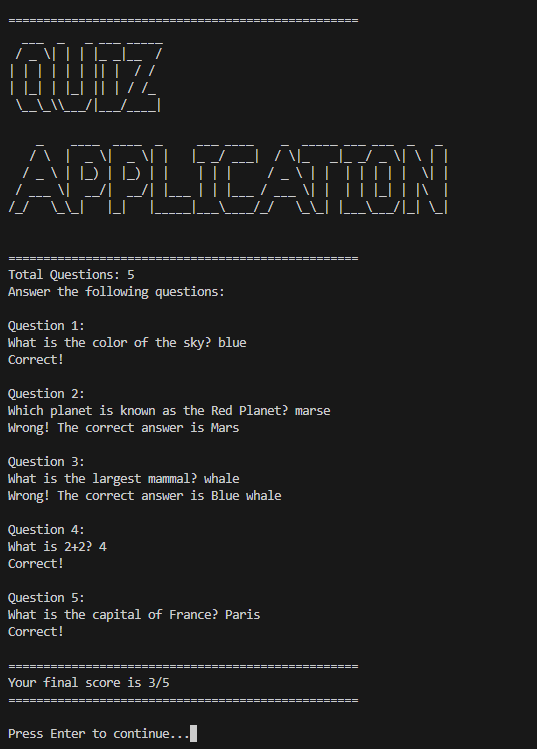 ==================================================
QUIZ
APPLICATION
==================================================
Total Questions: 5
Answer the following questions:
Question 1:
What is the color of the sky? blue
Correct!
Question 2:
Which planet is known as the Red Planet? marse
Wrong! The correct answer is Mars
Question 3:
What is the largest mammal? whale
Wrong! The correct answer is Blue whale
Question 4:
What is 2+2? 4
Correct!
Question 5:
What is the capital of France? Paris
Correct!
==================================================
Your final score is 3/5
==================================================
Press Enter to continue...